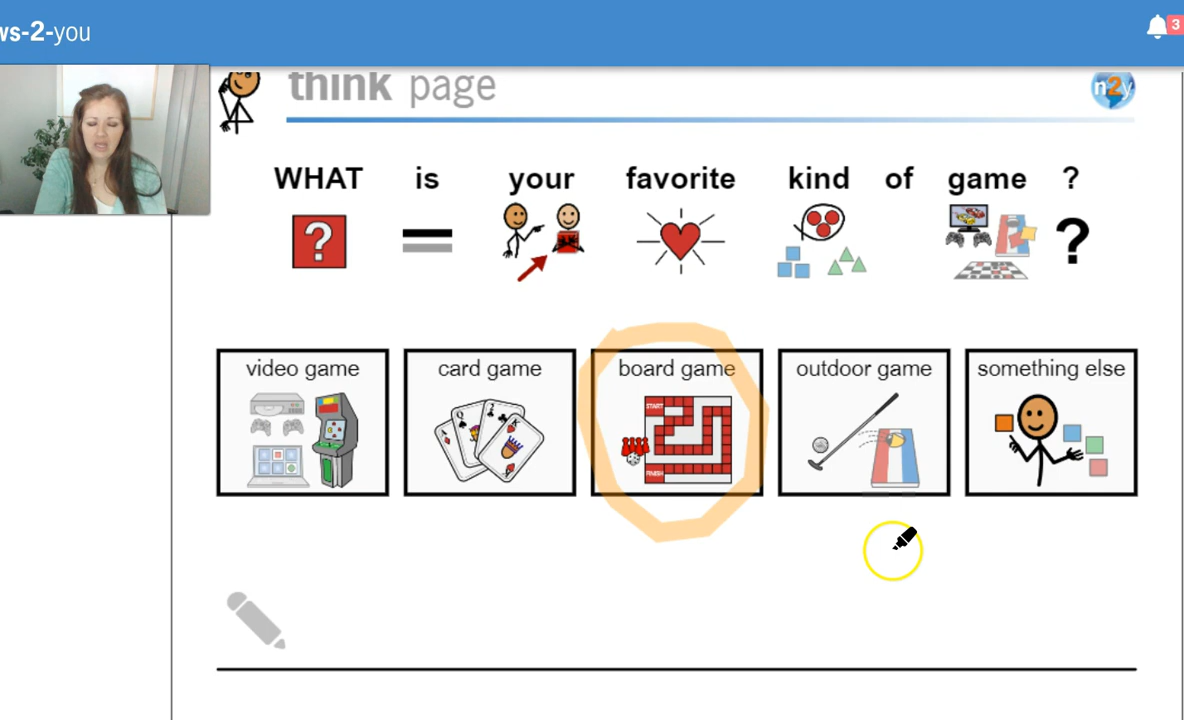 ws-2-you
3
think page
n2y
WHAT is your favorite kind of game ?
?
?
video game card game board game outdoor game something else
START
FINISH